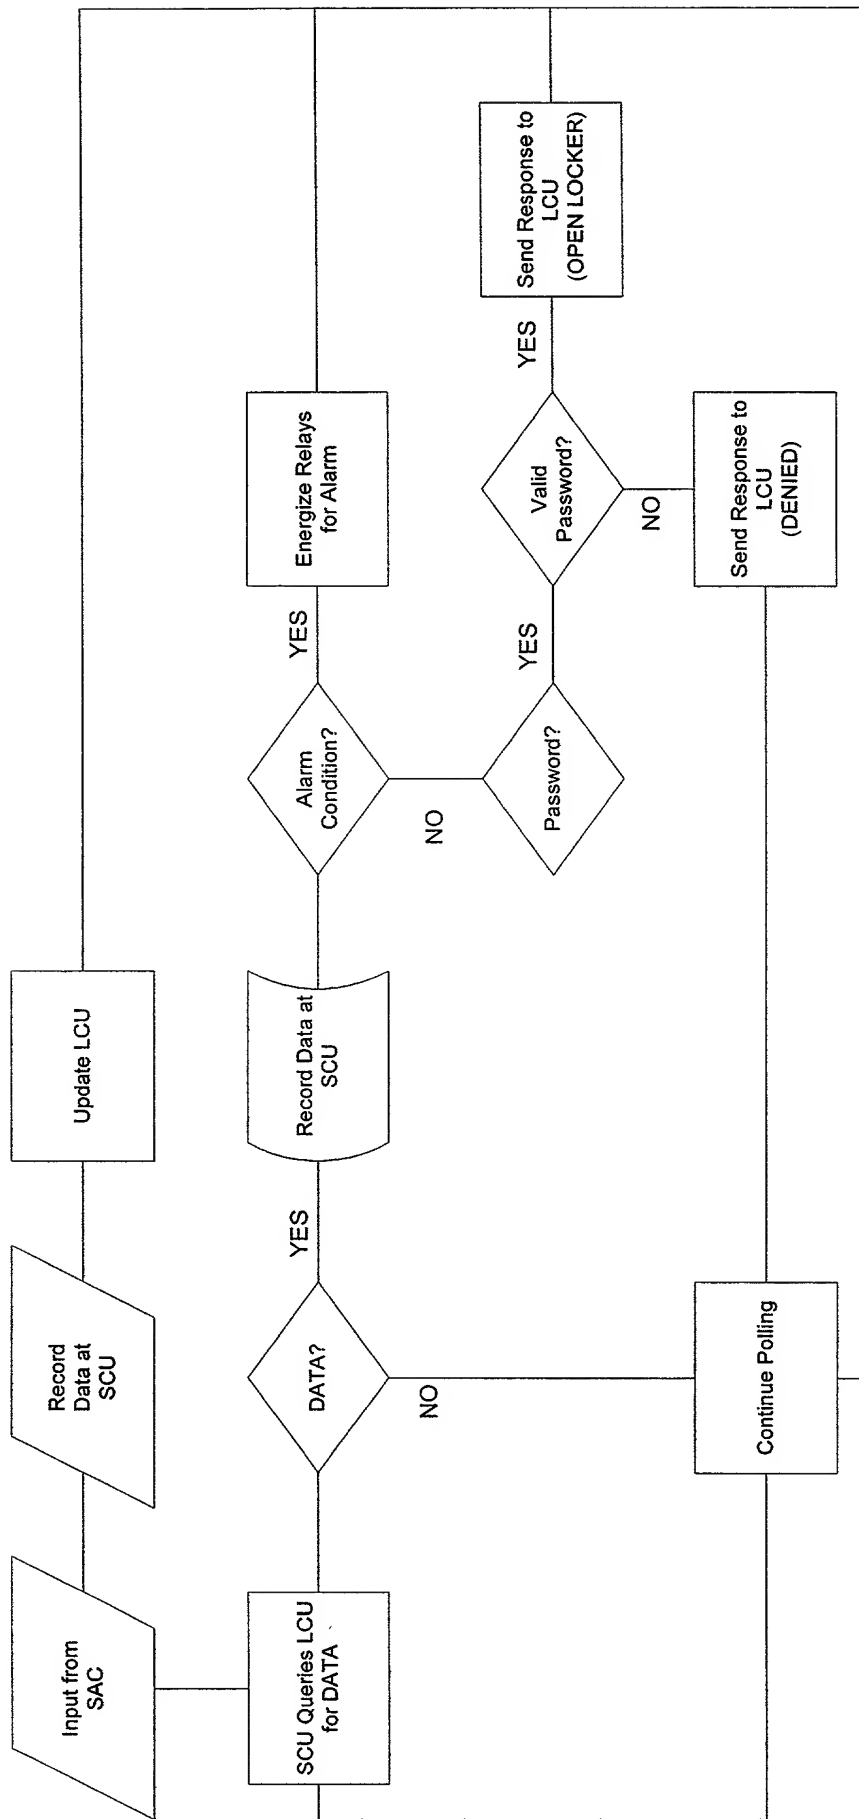 Input from
SAC
Record
Data at
SCU
Update LCU
SCU Queries LCU
for DATA
DATA?
YES
NO
Record Data at
SCU
Alarm
Condition?
YES
NO
Energize Relays
for Alarm
Password?
YES
Valid
Password?
YES
NO
Send Response to
LCU
(OPEN LOCKER)
Send Response to
LCU
(DENIED)
Continue Polling